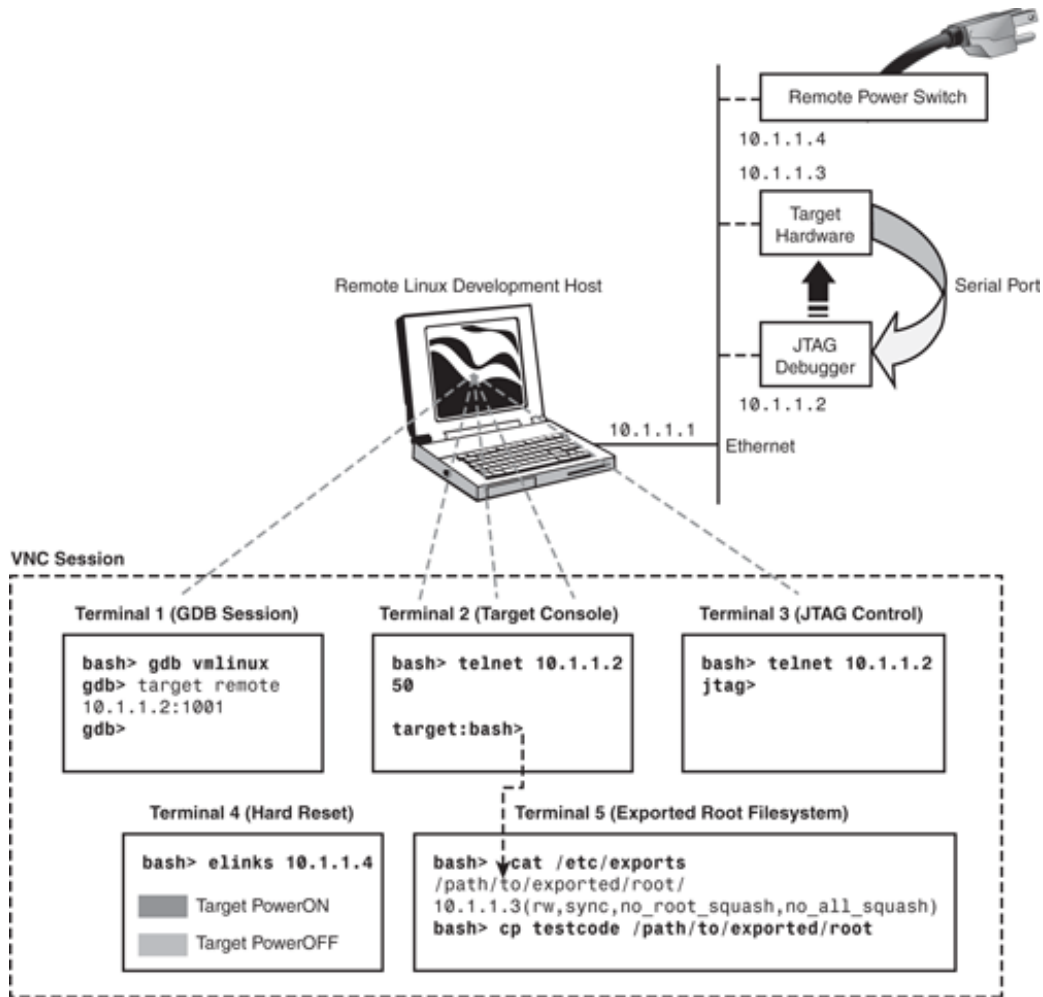 Remote Power Switch
10.1.1.4
10.1.1.3
Target
Hardware
Serial Port
Remote Linux Development Host
JTAG
Debugger
10.1.1.2
10.1.1.1
Ethernet
VNC Session
Terminal 1 (GDB Session)
bash> gdb vmlinux
gdb> target remote
10.1.1.2:1001
gdb>
Terminal 2 (Target Console)
bash> telnet 10.1.1.2
50
target:bash>
Terminal 3 (JTAG Control)
bash> telnet 10.1.1.2
jtag>
Terminal 4 (Hard Reset)
bash> elinks 10.1.1.4
Target PowerON
Target PowerOFF
Terminal 5 (Exported Root Filesystem)
bash> cat /etc/exports
/path/to/exported/root/
10.1.1.3(rw,sync,no_root_squash,no_all_squash)
bash> cp testcode /path/to/exported/root